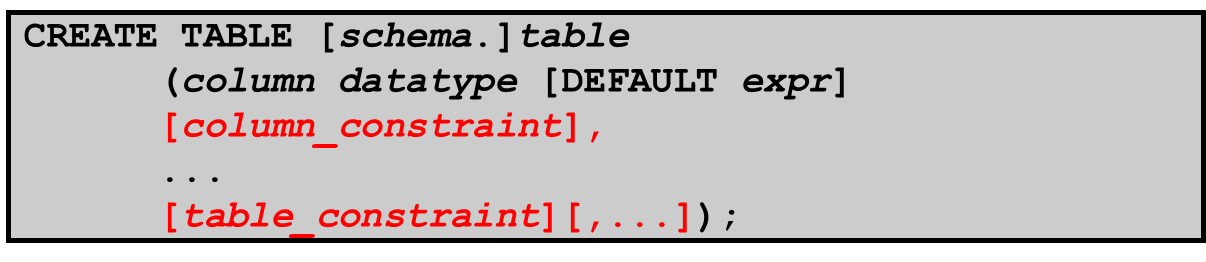 CREATE TABLE [schema.]table
(column datatype [DEFAULT expr]
[column_constraint],
...
[table_constraint][,...]);